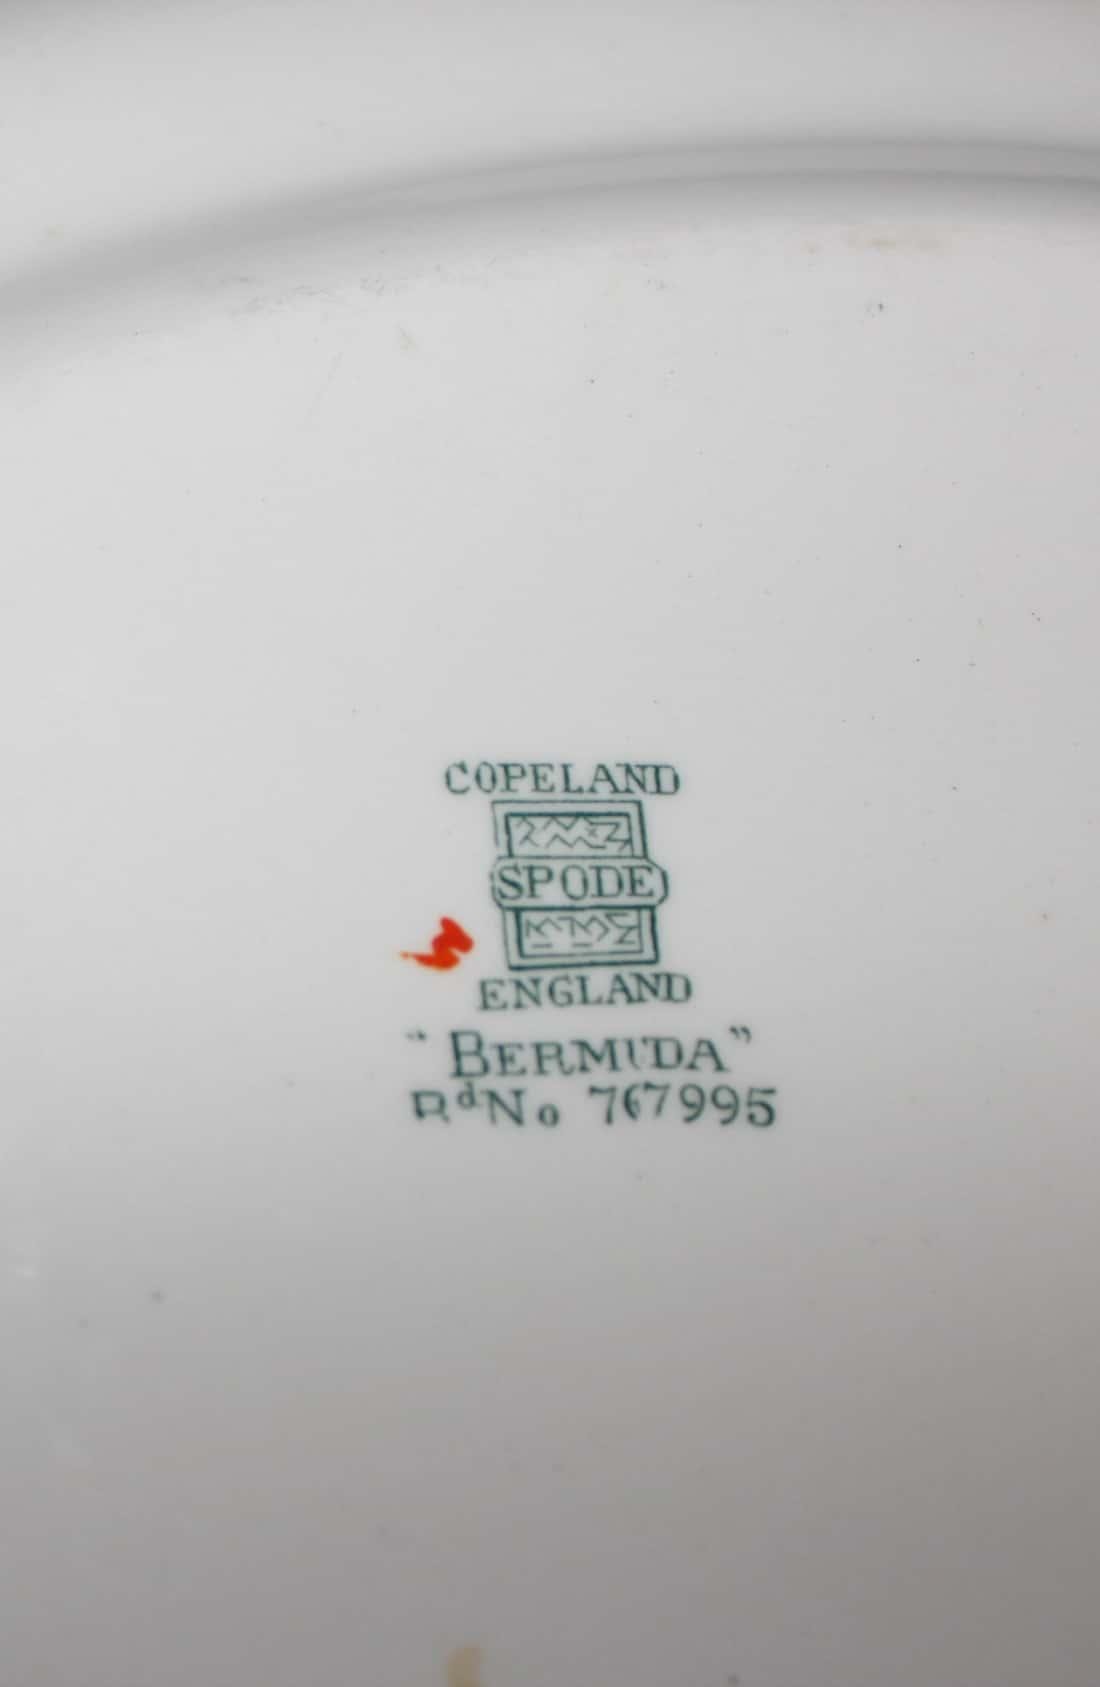 COPELAND
SPODE
ENGLAND
"BERMUDA"
RdNo 767995